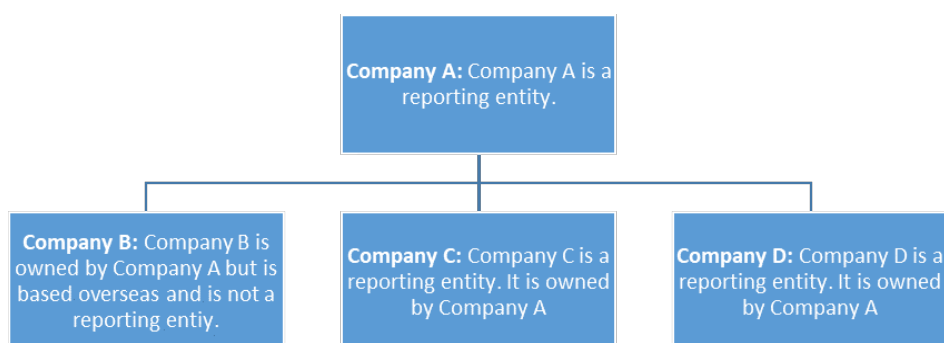 Company A: Company A is a
reporting entity.
Company B: Company B is
owned by Company A but is
based overseas and is not a
reporting entiy.
Company C: Company C is a
reporting entity. It is owned
by Company A
Company D: Company D is a
reporting entity. It is owned
by Company A